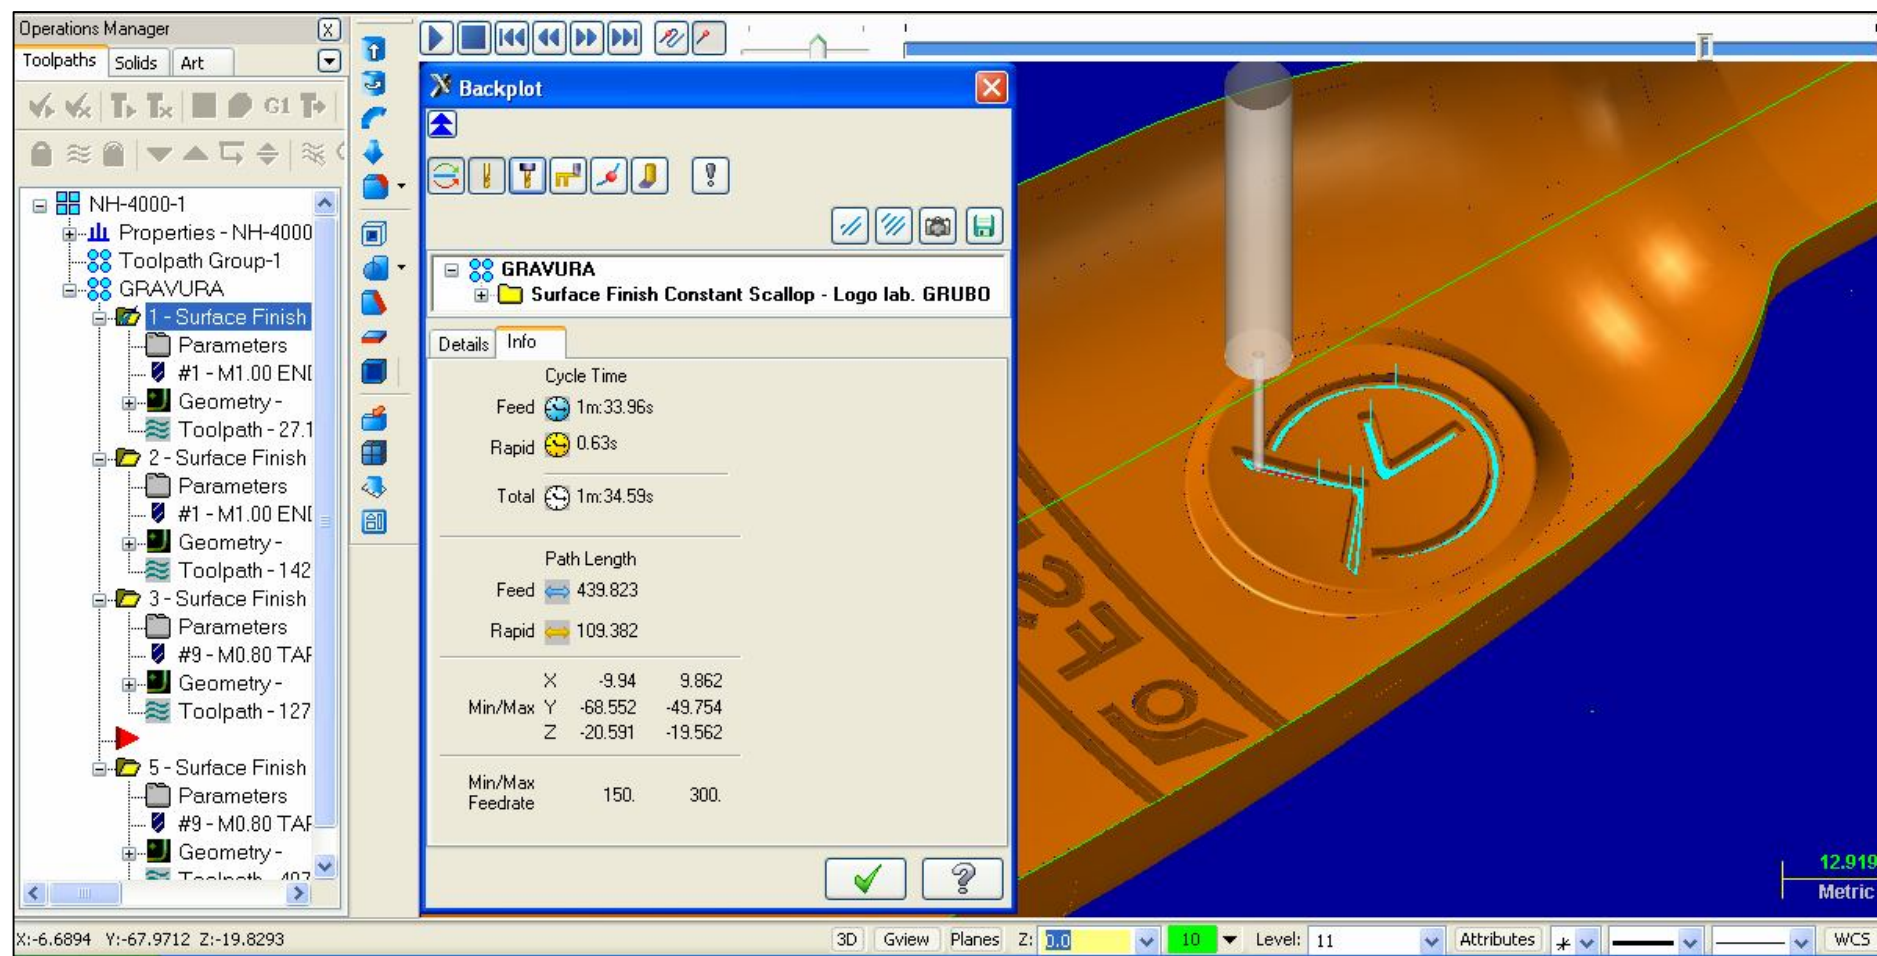 Operations Manager
Toolpaths Solids Art
G1
NH-4000-1
Properties - NH-4000
Toolpath Group-1
GRAVURA
1 - Surface Finish
Parameters
#1 - M1.00 END
Geometry -
Toolpath - 27.1
2 - Surface Finish
Parameters
#1 - M1.00 END
Geometry -
Toolpath - 142
3 - Surface Finish
Parameters
#9 - M0.80 TAP
Geometry -
Toolpath - 127
5 - Surface Finish
Parameters
#9 - M0.80 TAP
Geometry -
Backplot
GRAVURA
Surface Finish Constant Scallop - Logo lab. GRUBO
Details Info
Cycle Time
Feed 1m:33.96s
Rapid 0.63s
Total 1m:34.59s
Path Length
Feed 439.823
Rapid 109.382
X -9.94 9.862
Min/Max Y -68.552 -49.754
Z -20.591 -19.562
Min/Max
Feedrate 150. 300.
12.919
Metric
X:-6.6894 Y:-67.9712 Z:-19.8293
3D Gview Planes Z: 0.0 10 Level: 11 Attributes WCS